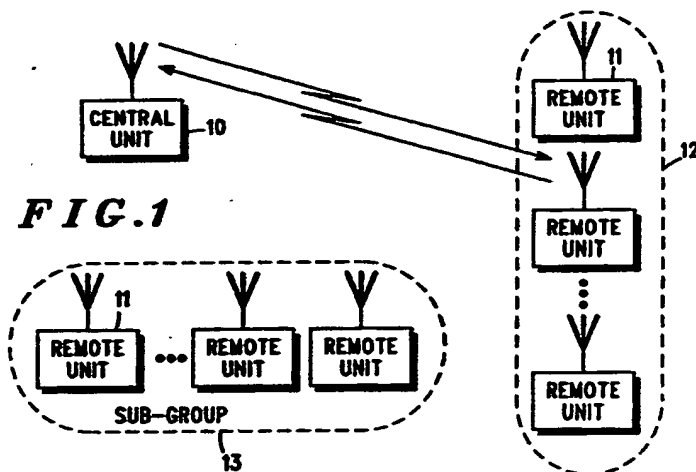 CENTRAL
UNIT
10
FIG.1
11
REMOTE
UNIT
12
REMOTE
UNIT
REMOTE
UNIT
11
REMOTE
UNIT
REMOTE
UNIT
REMOTE
UNIT
SUB-GROUP
13